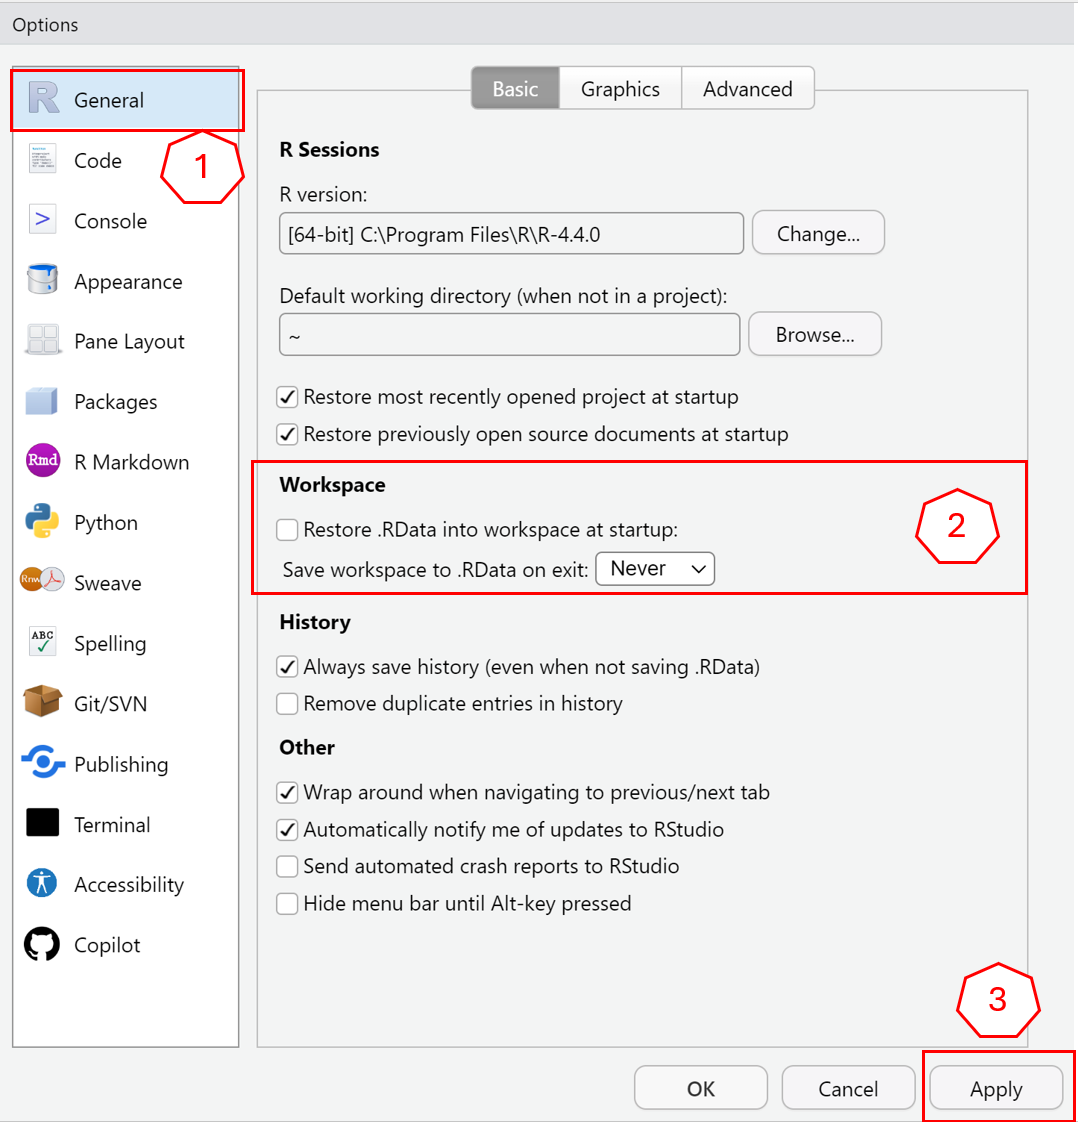 Options
General
1
Code
Console
Appearance
Pane Layout
Packages
Rmd R Markdown
Python
Rnw Sweave
ABC Spelling
Git/SVN
Publishing
Terminal
Accessibility
Copilot
Basic Graphics Advanced
R Sessions
R version:
[64-bit] C:\Program Files\R\R-4.4.0 Change...
Default working directory (when not in a project):
~ Browse...
Restore most recently opened project at startup
Restore previously open source documents at startup
Workspace
2
Restore .RData into workspace at startup:
Save workspace to .RData on exit: Never
History
Always save history (even when not saving .RData)
Remove duplicate entries in history
Other
Wrap around when navigating to previous/next tab
Automatically notify me of updates to RStudio
Send automated crash reports to RStudio
Hide menu bar until Alt-key pressed
3
OK Cancel Apply